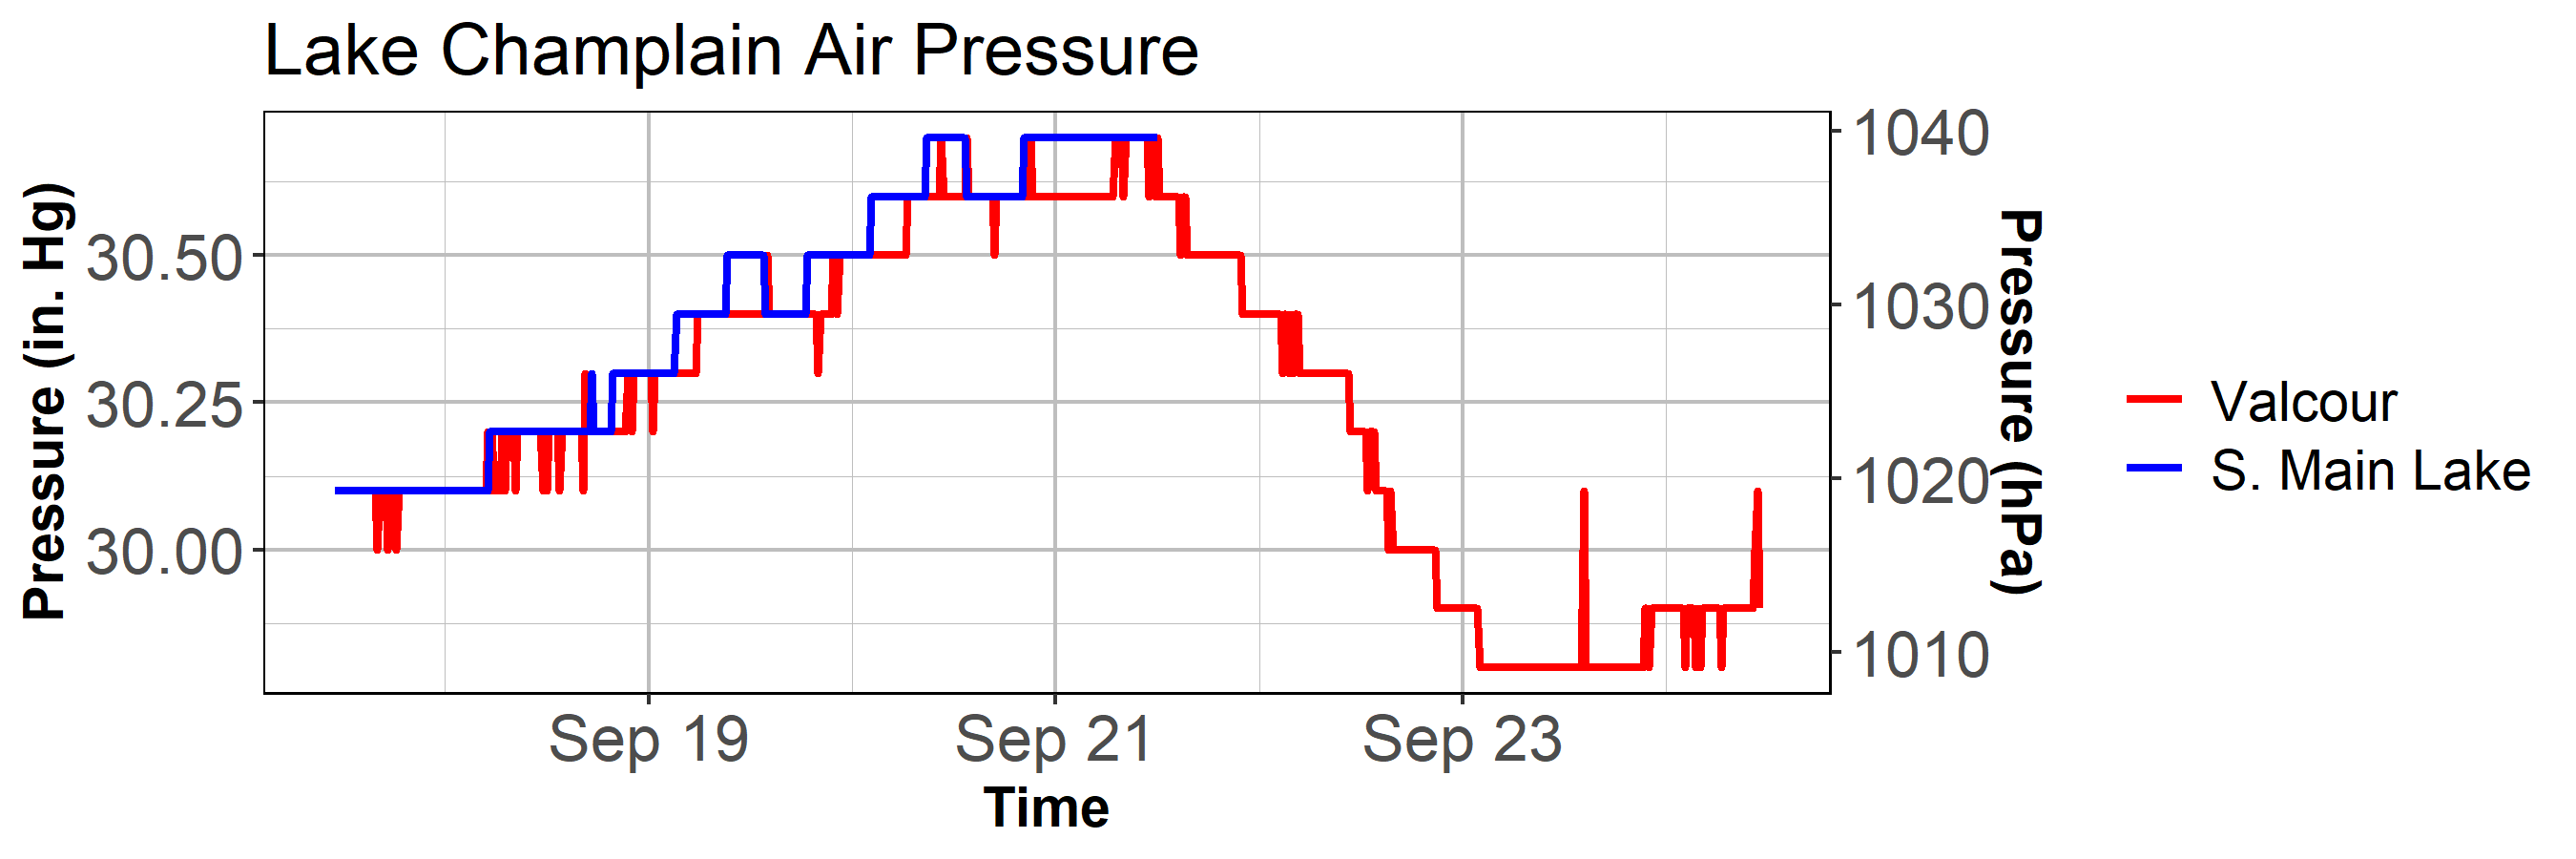 Lake Champlain Air Pressure
Pressure (in. Hg)
30.50
30.25
30.00
1040
1030
1020
1010
Pressure (hPa)
Valcour
S. Main Lake
Sep 19
Sep 21
Sep 23
Time